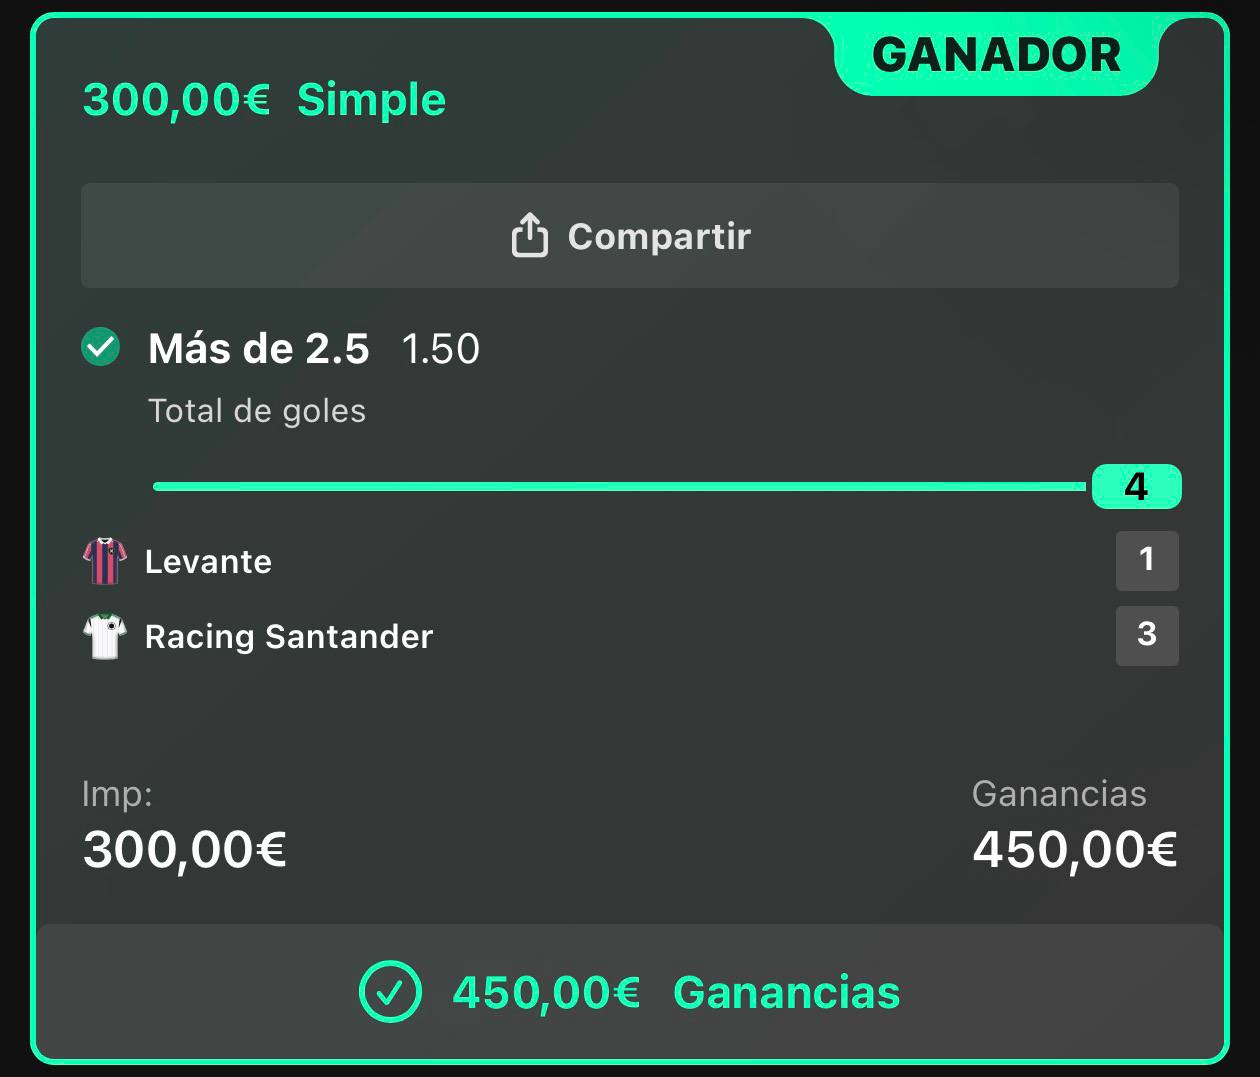 GANADOR
300,00€ Simple
Compartir
Más de 2.5 1.50
Total de goles
4
Levante 1
Racing Santander 3
Imp: Ganancias
300,00€ 450,00€
450,00€ Ganancias